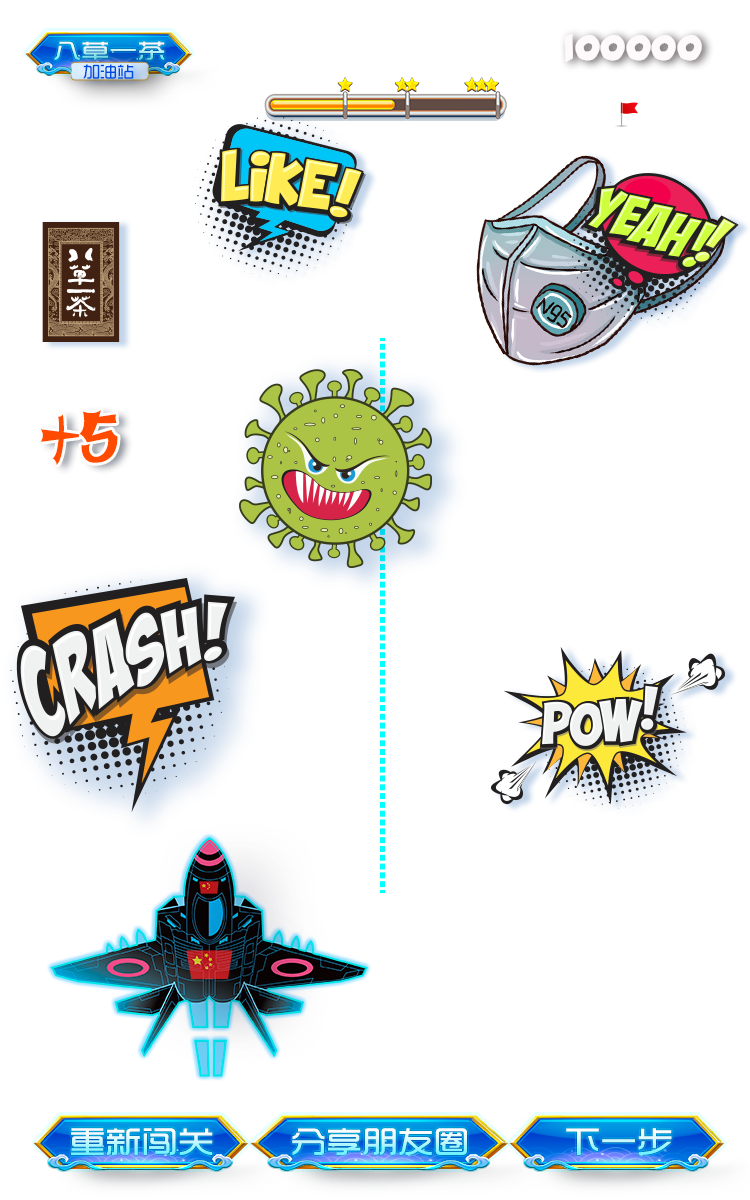 八草一茶
加油站
100000
LiKE!
YEAH!!
N95
八草一茶
+5
CRASH!
POW!
重新闯关
分享朋友圈
下一步